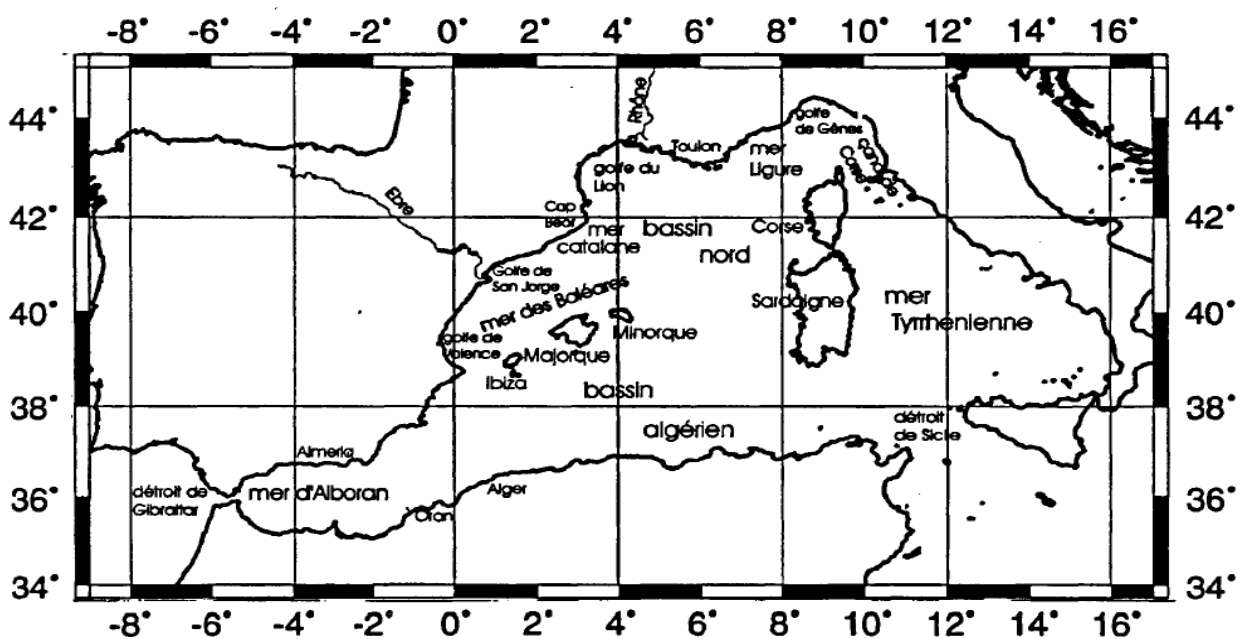 -8° -6° -4° -2° 0° 2° 4° 6° 8° 10° 12° 14° 16°
44° 44°
Rhône
golfe
de Gênes
Toulon
mer
Ligure
canal de
Corse
golfe du
Lion
Ebre
Cap
Béar
42° 42°
mer
catalane
bassin
nord
Corse
Golfe de
San Jorge
mer des Baléares
Sardaigne
mer
Tyrrhenienne
40° 40°
Minorque
golfe de
Valence
Majorque
Ibiza
bassin
38° 38°
algérien
détroit
de Sicile
Almeria
détroit de
Gibraltar
mer d'Alboran
36° 36°
Alger
Oran
34° 34°
-8° -6° -4° -2° 0° 2° 4° 6° 8° 10° 12° 14° 16°